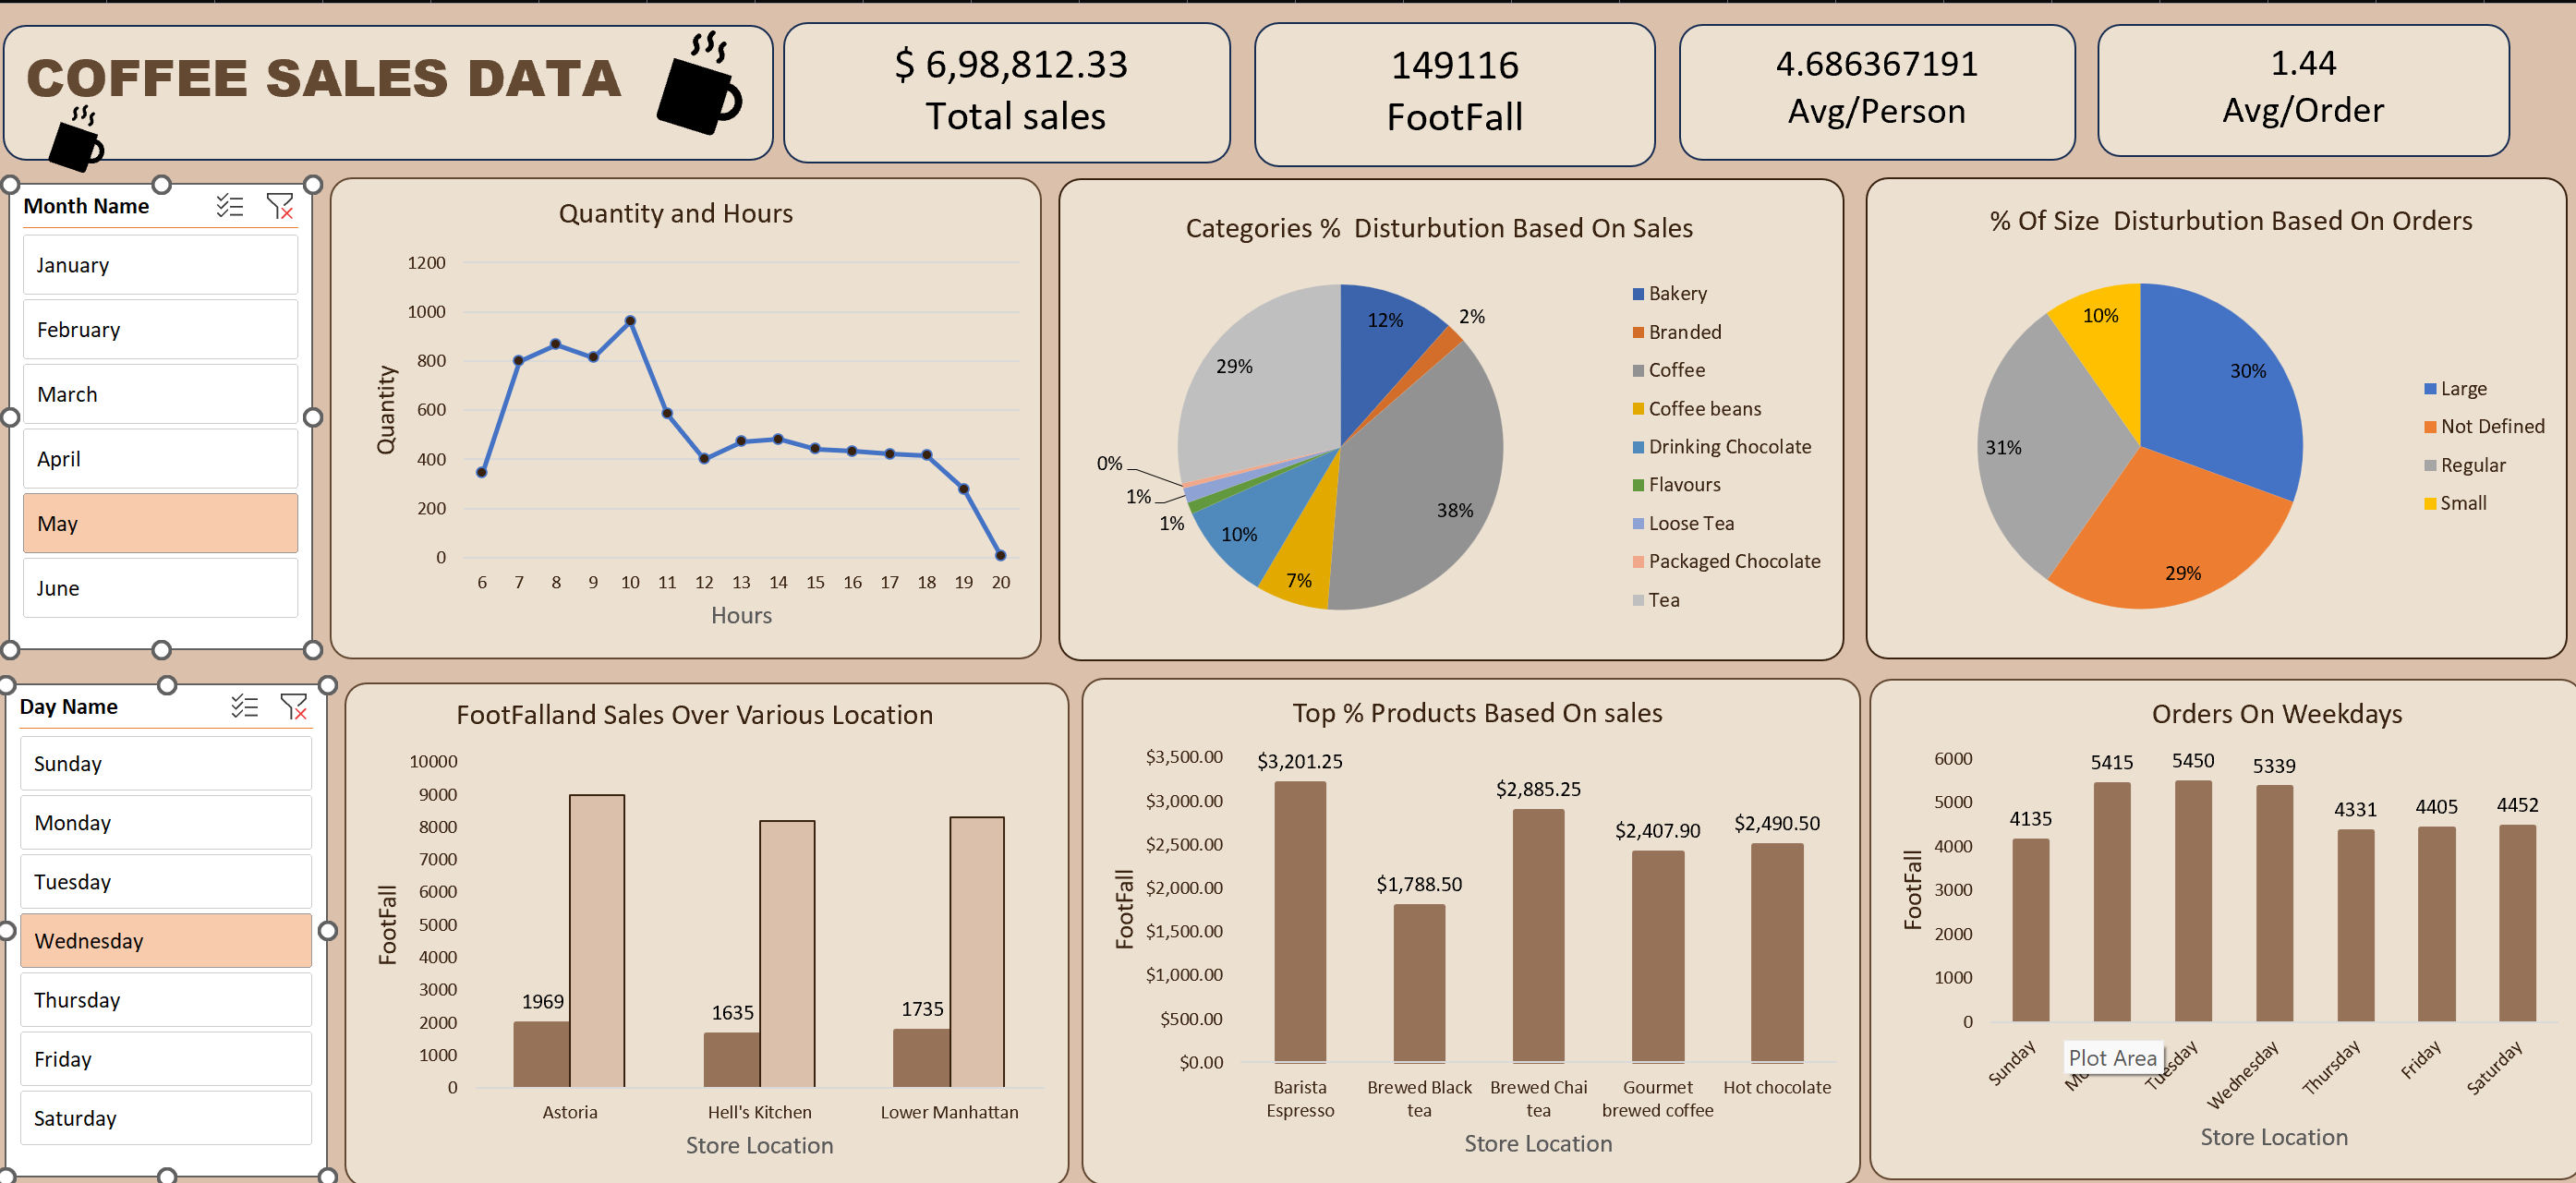 COFFEE SALES DATA
$ 6,98,812.33
Total sales
149116
FootFall
4.686367191
Avg/Person
1.44
Avg/Order
Month Name
January
February
March
April
May
June
Quantity and Hours
1200
1000
800
600
400
200
0
Quantity
6 7 8 9 10 11 12 13 14 15 16 17 18 19 20
Hours
Categories % Disturbution Based On Sales
12%
2%
38%
7%
10%
1%
1%
0%
29%
Bakery
Branded
Coffee
Coffee beans
Drinking Chocolate
Flavours
Loose Tea
Packaged Chocolate
Tea
% Of Size Disturbution Based On Orders
10%
30%
31%
29%
Large
Not Defined
Regular
Small
Day Name
Sunday
Monday
Tuesday
Wednesday
Thursday
Friday
Saturday
FootFalland Sales Over Various Location
10000
9000
8000
7000
6000
5000
4000
3000
2000
1000
0
FootFall
1969 1635 1735
Astoria Hell's Kitchen Lower Manhattan
Store Location
Top % Products Based On sales
$3,500.00
$3,000.00
$2,500.00
$2,000.00
$1,500.00
$1,000.00
$500.00
$0.00
FootFall
$3,201.25
$1,788.50
$2,885.25
$2,407.90
$2,490.50
Barista
Espresso
Brewed Black
tea
Brewed Chai
tea
Gourmet
brewed coffee
Hot chocolate
Store Location
Orders On Weekdays
6000
5000
4000
3000
2000
1000
0
FootFall
4135 5415 5450 5339 4331 4405 4452
Sunday
Tuesday
Wednesday
Thursday
Friday
Saturday
Plot Area
Store Location